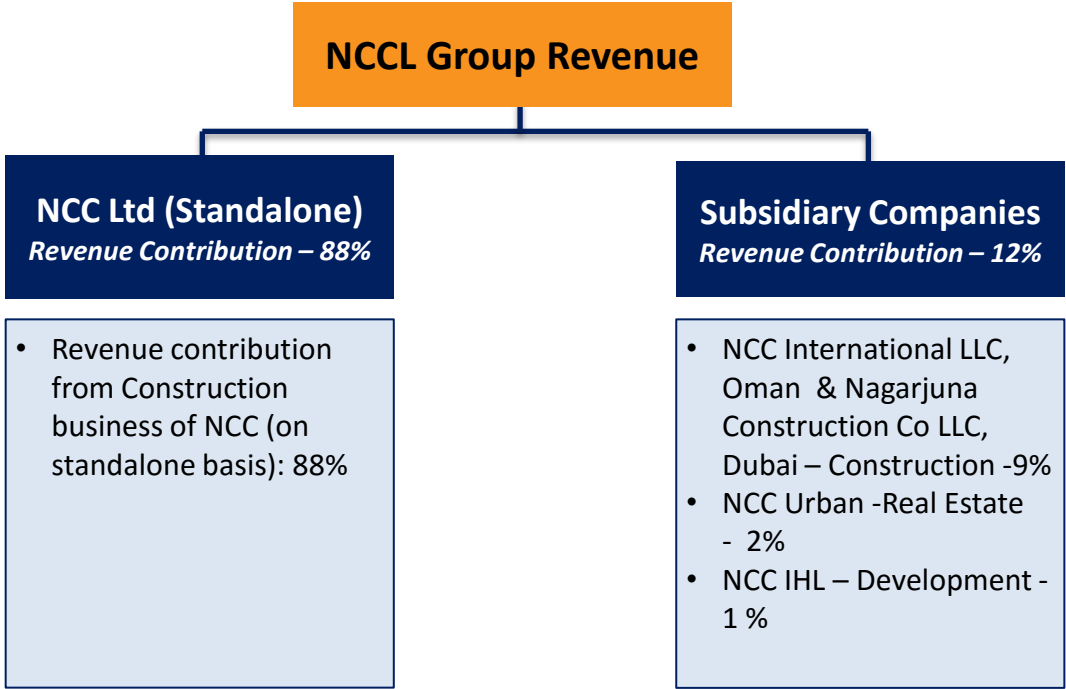 NCCL Group Revenue
NCC Ltd (Standalone)
Revenue Contribution – 88%
• Revenue contribution
from Construction
business of NCC (on
standalone basis): 88%
Subsidiary Companies
Revenue Contribution – 12%
• NCC International LLC,
Oman & Nagarjuna
Construction Co LLC,
Dubai – Construction -9%
• NCC Urban -Real Estate
- 2%
• NCC IHL – Development -
1 %